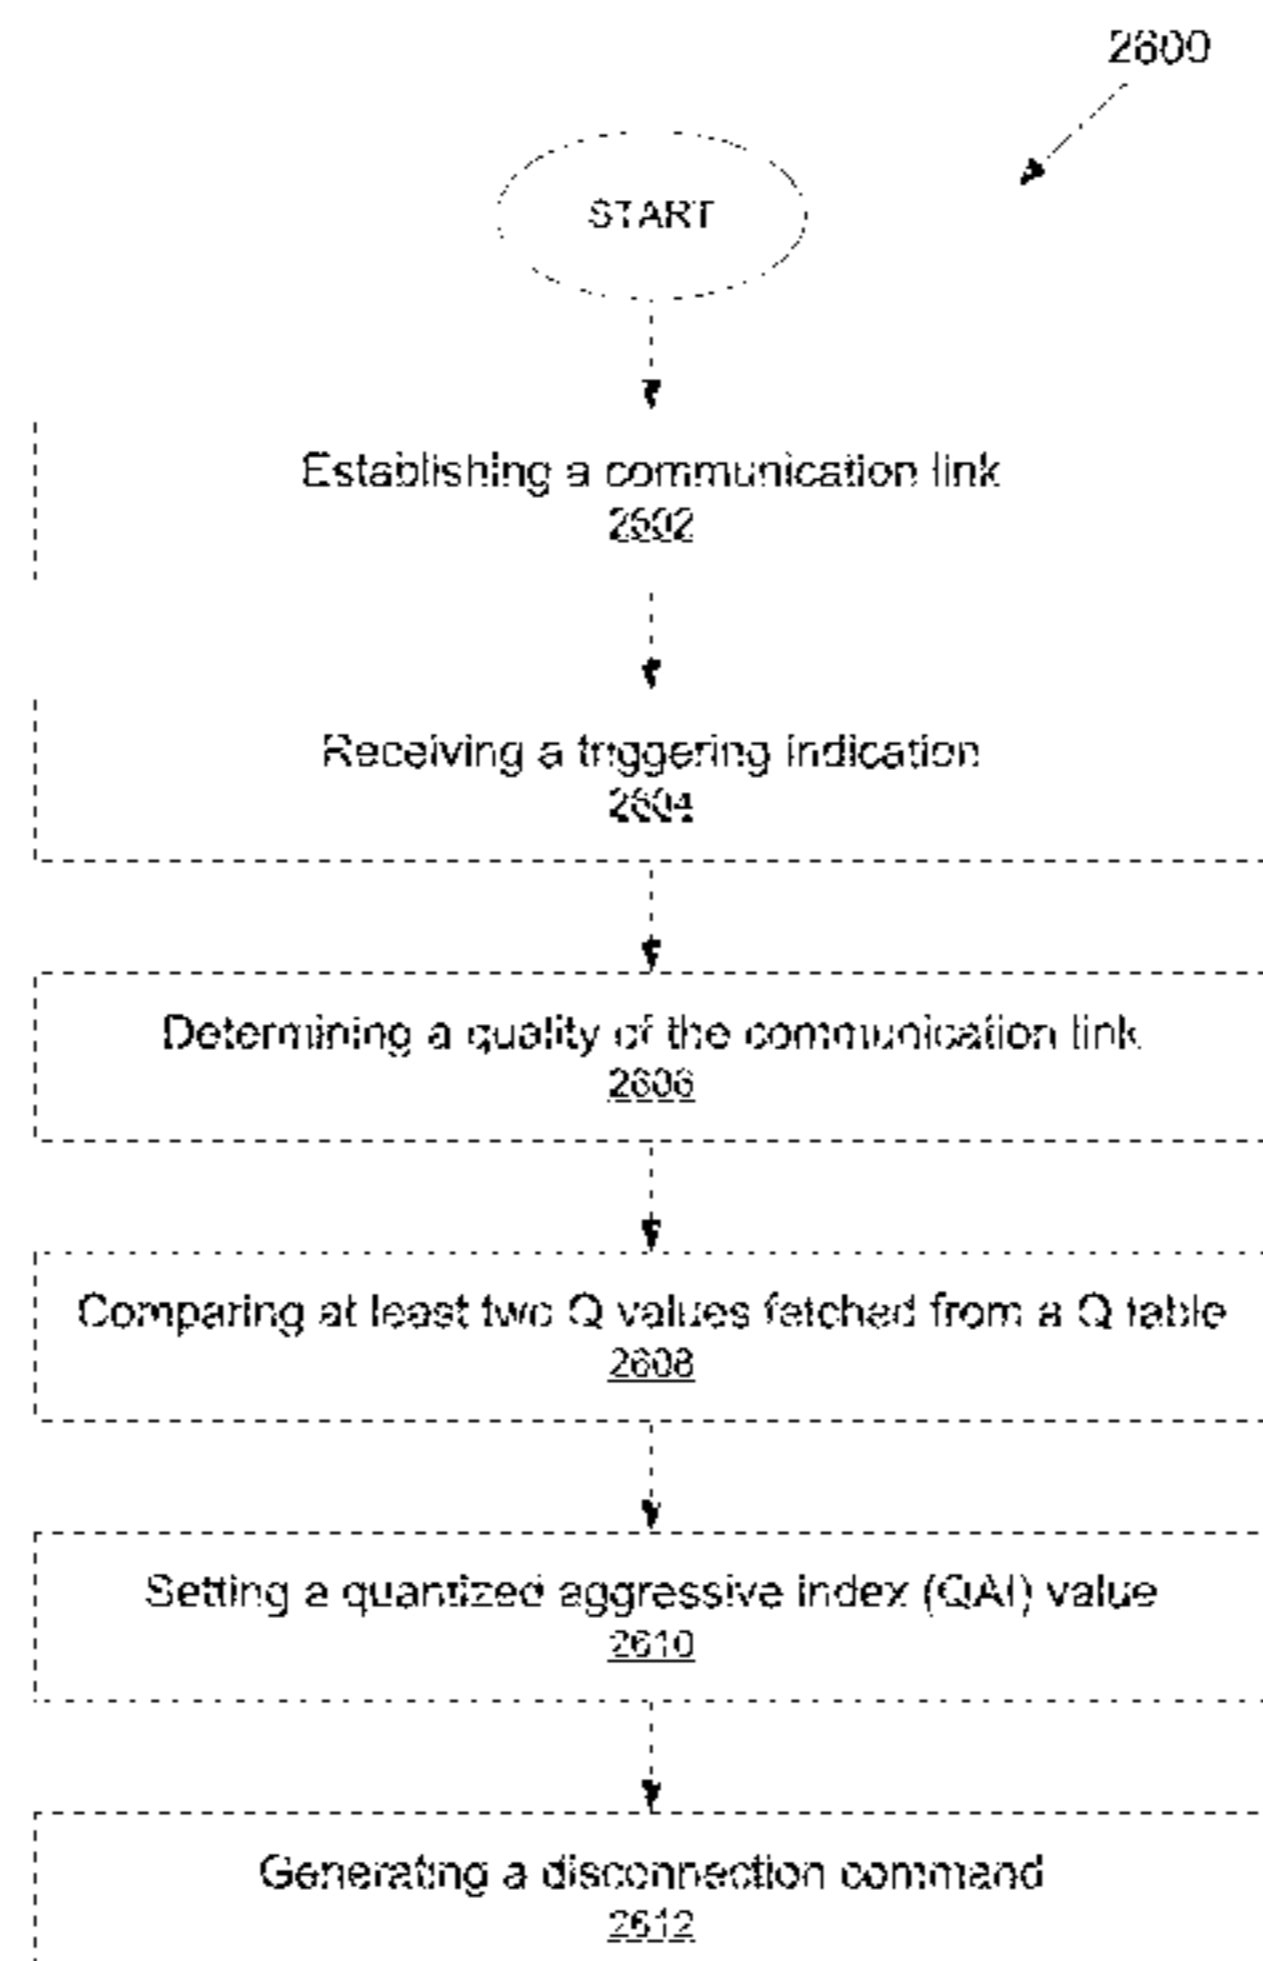 2600
START
Establishing a communication link
2602
Receiving a triggering indication
2604
Determining a quality of the communication link
2606
Comparing at least two Q values fetched from a Q table
2608
Setting a quantized aggressive index (QAI) value
2610
Generating a disconnection command
2612